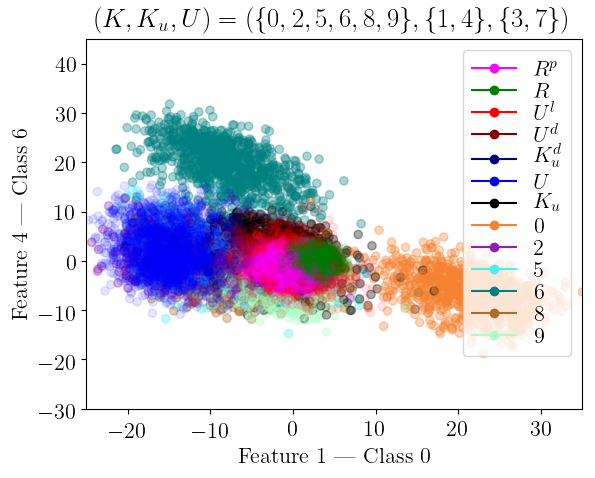 (K, K_u, U) = ({0, 2, 5, 6, 8, 9}, {1, 4}, {3, 7})
40
30
20
10
0
−10
−20
−30
Feature 4 — Class 6
R^p
R
U^l
U^d
K_u^d
U
K_u
0
2
5
6
8
9
−20
−10
0
10
20
30
Feature 1 — Class 0